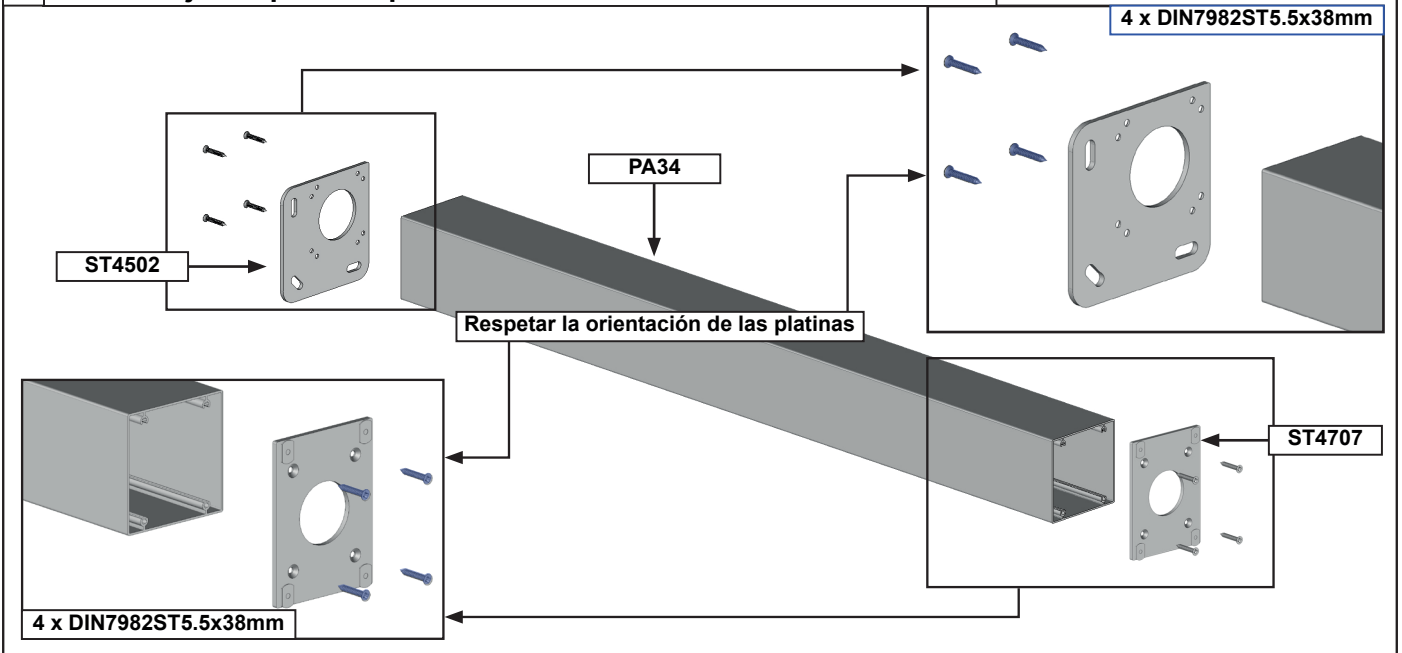 4 x DIN7982ST5.5x38mm
PA34
ST4502
Respetar la orientación de las platinas
ST4707
4 x DIN7982ST5.5x38mm